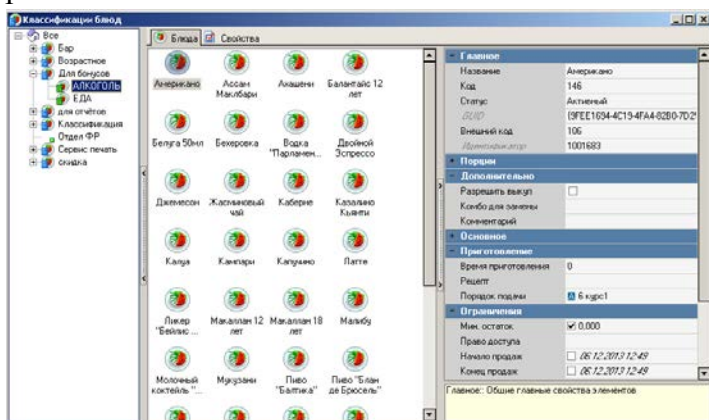 Классификации блюд
Все
Бар
Возрастное
Для бонусов
АЛКОГОЛЬ
ЕДА
для отчётов
Классификация
Отдел ФР
Сервис печать
скидка
Блюда Свойства
Американо Ассам Маклбари Ахашени Балантайс 12 лет
Белуга 50мл Бехеровка Водка "Парламен... Двойной Эспрессо
Джемесон Жасминовый чай Каберне Казалино Кьянти
Калуа Кампари Капучино Латте
Ликер "Бейлис ... Макаллан 12 лет Макаллан 18 лет Малибу
Молочный коктейль "... Мукузани Пиво "Балтика" Пиво "Блан де Брюсель"
Главное
Название Американо
Код 146
Статус Активный
GUID {9FEE1694-4C19-4FA4-82B0-7D2
Внешний код 106
Идентификатор 1001683
Порции
Дополнительно
Разрешить выкуп
Комбо для замены
Комментарий
Основное
Приготовление
Время приготовления 0
Рецепт
Порядок подачи 6 курс1
Ограничения
Мин. остаток 0,000
Право доступа
Начало продаж 06.12.2013 12:49
Конец продаж 06.12.2013 12:49
Главное:: Общие главные свойства элементов